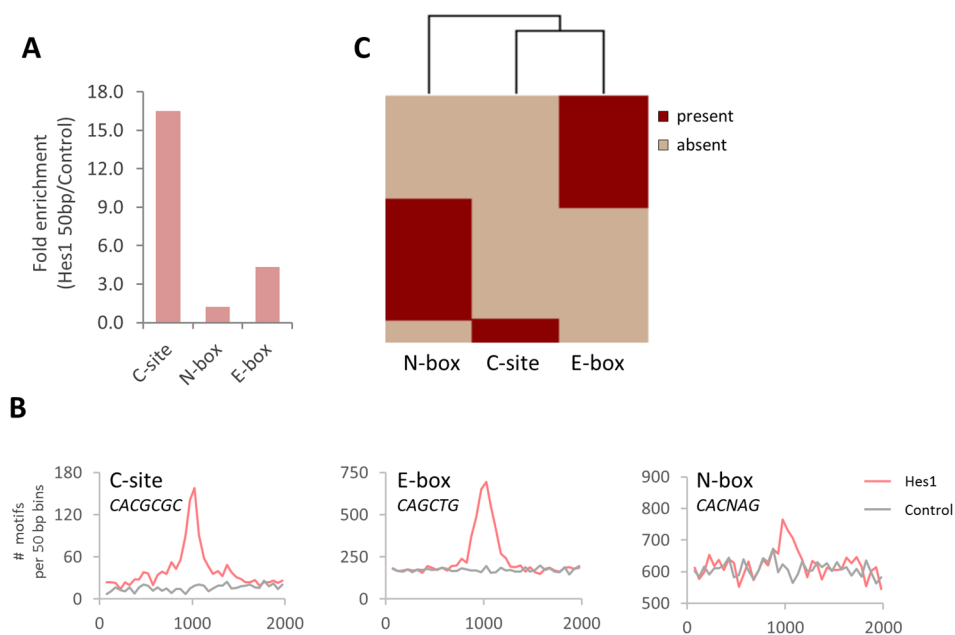 A
Fold enrichment
(Hes1 50bp/Control)
18.0
15.0
12.0
9.0
6.0
3.0
0.0
C-site
N-box
E-box
C
present
absent
N-box
C-site
E-box
B
# motifs
per 50 bp bins
C-site
CACGCGC
180
120
60
0
0
1000
2000
E-box
CAGCTG
750
500
250
0
0
1000
2000
N-box
CACNAG
900
800
700
600
500
0
1000
2000
Hes1
Control